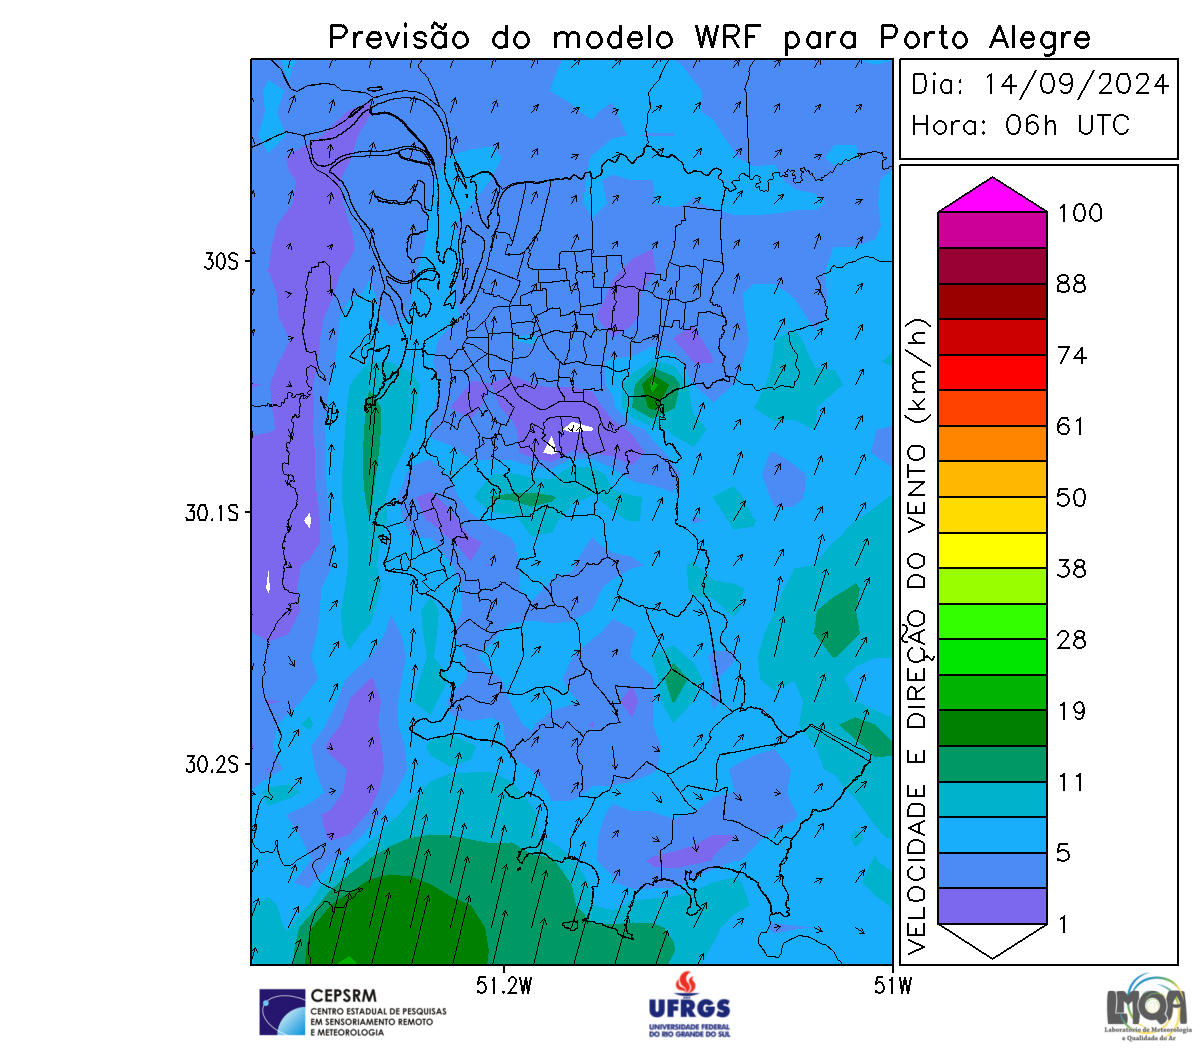 Previsão do modelo WRF para Porto Alegre
Dia: 14/09/2024
Hora: 06h UTC
30S
30.1S
30.2S
51.2W
51W
VELOCIDADE E DIREÇÃO DO VENTO (km/h)
100
88
74
61
50
38
28
19
11
5
1
CEPSRM
CENTRO ESTADUAL DE PESQUISAS
EM SENSORIAMENTO REMOTO
E METEOROLOGIA
UFRGS
UNIVERSIDADE FEDERAL
DO RIO GRANDE DO SUL
LMQA
Laboratório de Meteorologia
e Qualidade do Ar